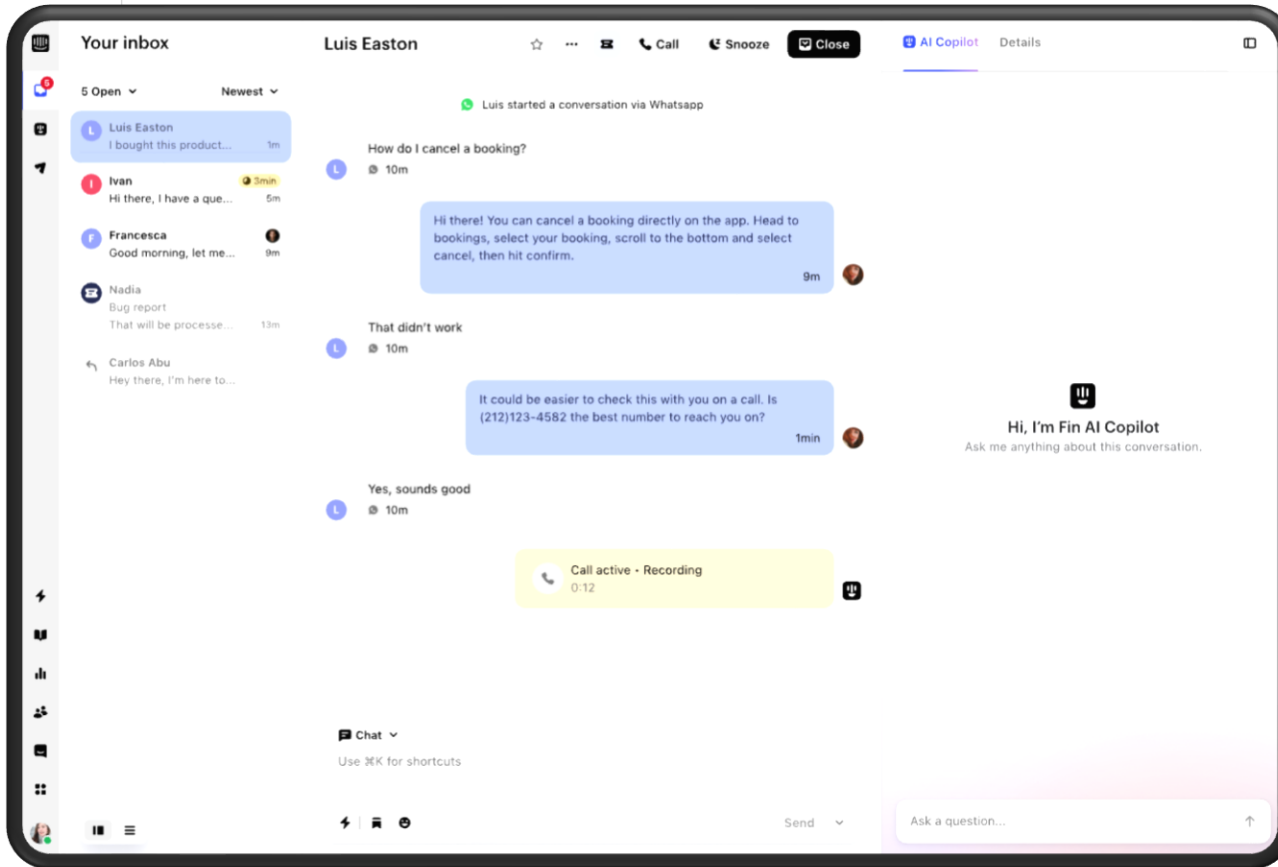 Your inbox
5
5 Open
Newest
L
Luis Easton
I bought this product...
1m
I
Ivan
3min
Hi there, I have a que...
5m
F
Francesca
Good morning, let me...
9m
Nadia
Bug report
That will be processe...
13m
Carlos Abu
Hey there, I'm here to...
Luis Easton
Call
Snooze
Close
Luis started a conversation via Whatsapp
How do I cancel a booking?
L
10m
Hi there! You can cancel a booking directly on the app. Head to
bookings, select your booking, scroll to the bottom and select
cancel, then hit confirm.
9m
That didn't work
L
10m
It could be easier to check this with you on a call. Is
(212)123-4582 the best number to reach you on?
1min
Yes, sounds good
L
10m
Call active • Recording
0:12
Chat
Use ⌘K for shortcuts
Send
AI Copilot
Details
Hi, I'm Fin AI Copilot
Ask me anything about this conversation.
Ask a question...